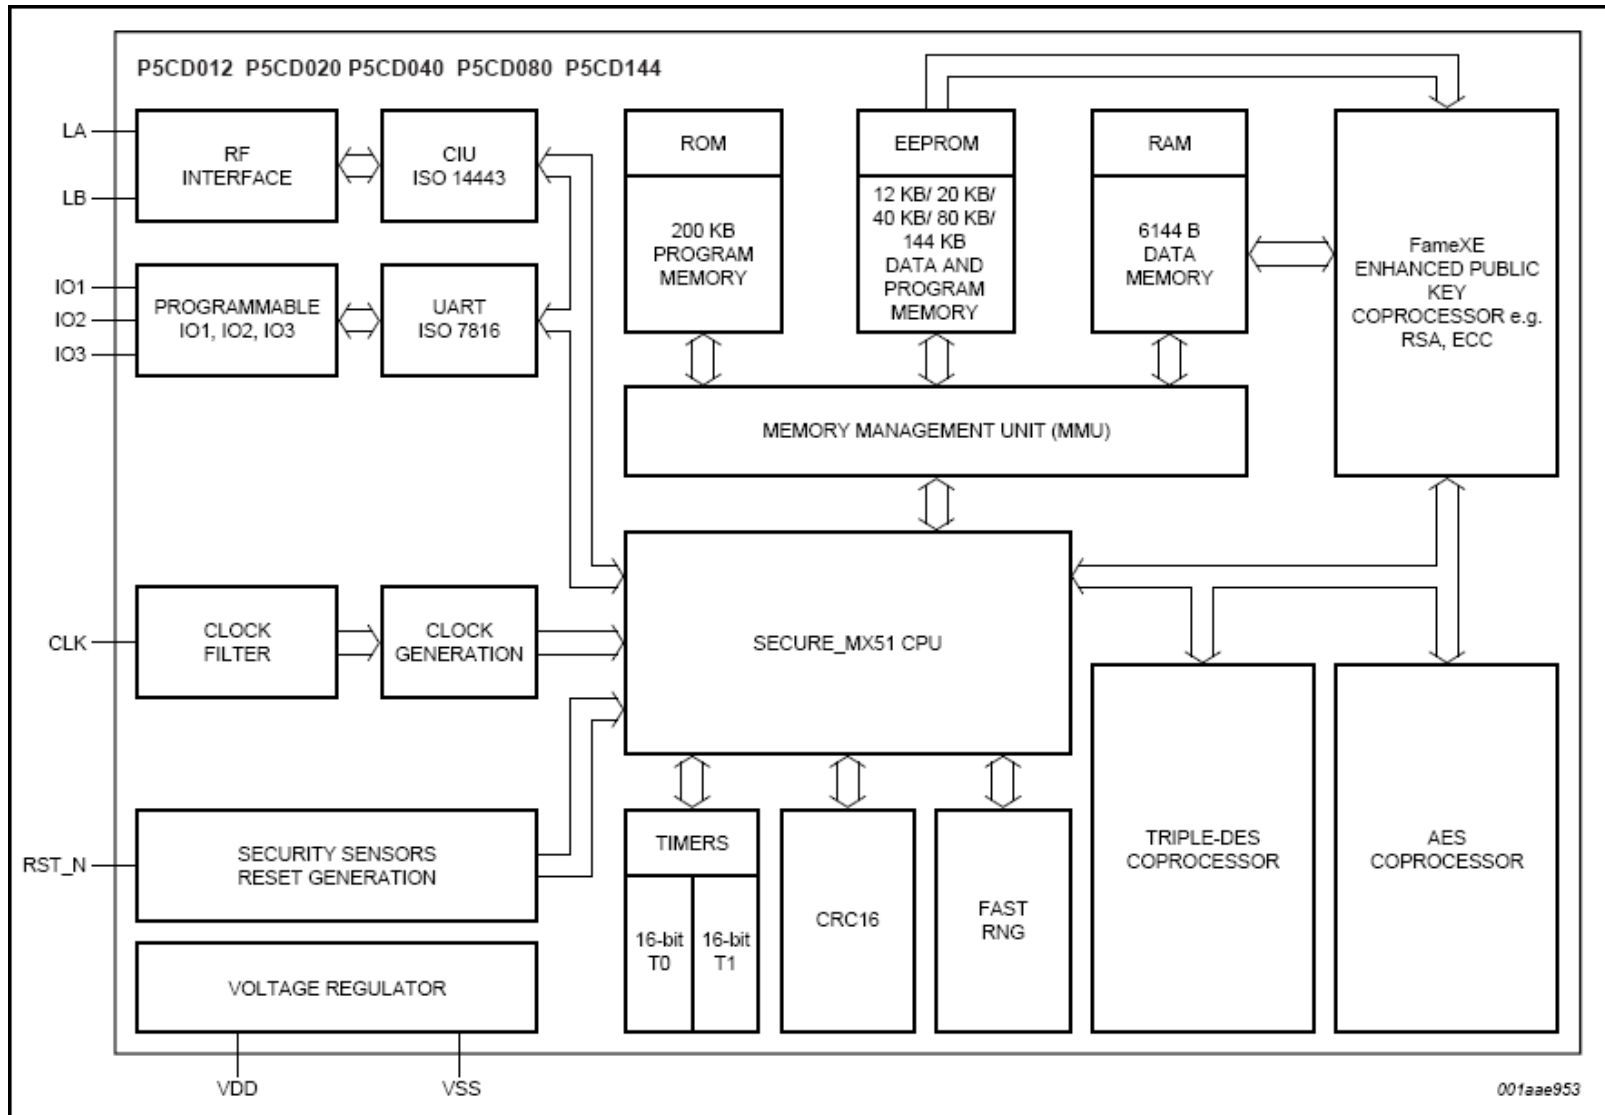 P5CD012 P5CD020 P5CD040 P5CD080 P5CD144
LA
LB
RF
INTERFACE
CIU
ISO 14443
IO1
IO2
IO3
PROGRAMMABLE
IO1, IO2, IO3
UART
ISO 7816
ROM
200 KB
PROGRAM
MEMORY
EEPROM
12 KB/ 20 KB/
40 KB/ 80 KB/
144 KB
DATA AND
PROGRAM
MEMORY
RAM
6144 B
DATA
MEMORY
FameXE
ENHANCED PUBLIC
KEY
COPROCESSOR e.g.
RSA, ECC
MEMORY MANAGEMENT UNIT (MMU)
CLK
CLOCK
FILTER
CLOCK
GENERATION
SECURE_MX51 CPU
RST_N
SECURITY SENSORS
RESET GENERATION
VOLTAGE REGULATOR
VDD
VSS
TIMERS
16-bit
T0
16-bit
T1
CRC16
FAST
RNG
TRIPLE-DES
COPROCESSOR
AES
COPROCESSOR
001aae953